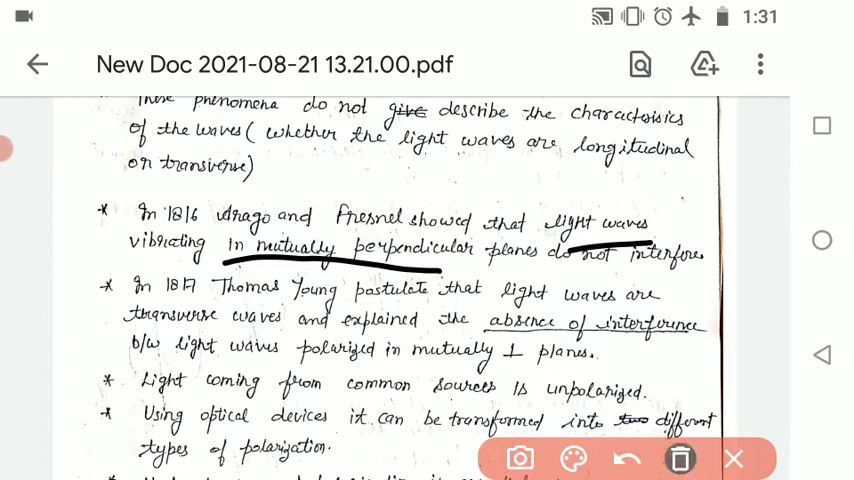 1:31
New Doc 2021-08-21 13.21.00.pdf
These phenomena do not give describe the charactoisics
of the waves ( whether the light waves are longitudinal
or transverse)
* In 1816 Arago and Fresnel showed that light waves
vibrating in mutually perpendicular planes do not interfore
* In 1817 Thomas Young postulate that light waves are
transverse waves and explained the absence of interference
b/w light waves polarized in mutually ⊥ planes.
* Light coming from common sources is unpolarized.
* Using optical devices it can be transformed into two different
types of polarization.